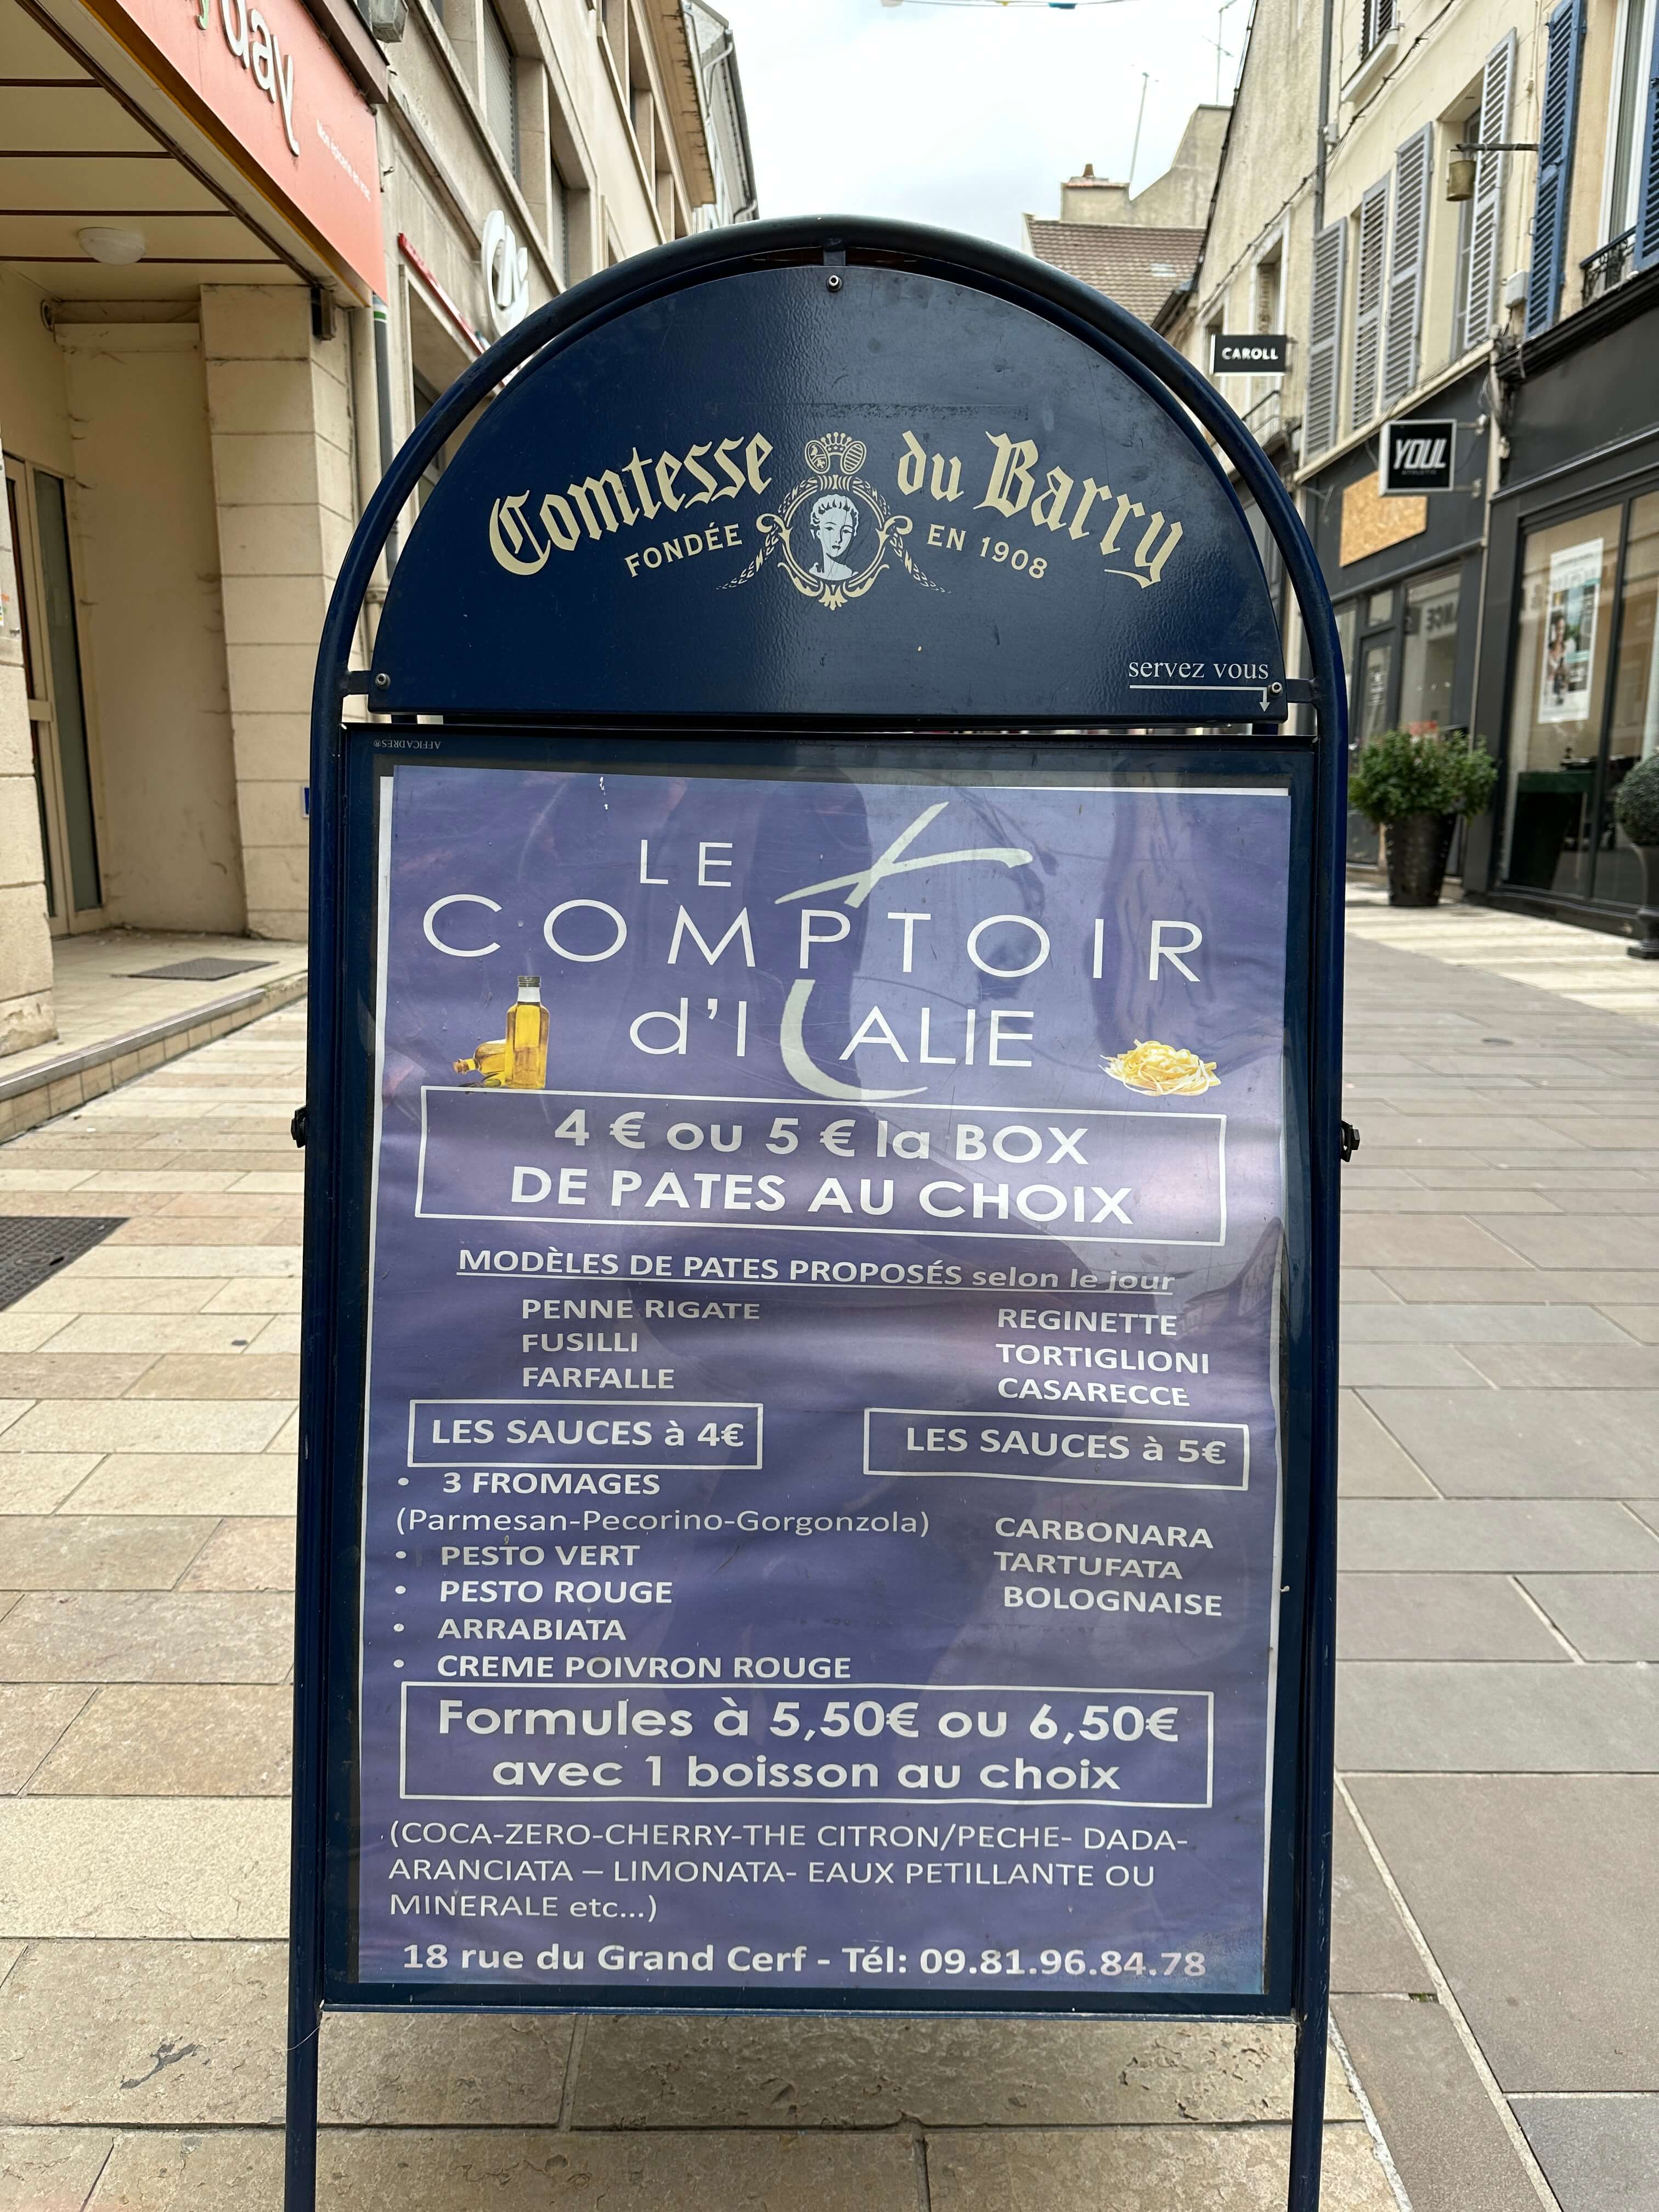 day
Comtesse du Barry
FONDÉE EN 1908
servez vous
AFFICADRES®
CAROLL
YOUL
LE
COMPTOIR
d'ITALIE
4 € ou 5 € la BOX
DE PATES AU CHOIX
MODÈLES DE PATES PROPOSÉS selon le jour
PENNE RIGATE
FUSILLI
FARFALLE
REGINETTE
TORTIGLIONI
CASARECCE
LES SAUCES à 4€
• 3 FROMAGES
(Parmesan-Pecorino-Gorgonzola)
• PESTO VERT
• PESTO ROUGE
• ARRABIATA
• CREME POIVRON ROUGE
LES SAUCES à 5€
CARBONARA
TARTUFATA
BOLOGNAISE
Formules à 5,50€ ou 6,50€
avec 1 boisson au choix
(COCA-ZERO-CHERRY-THE CITRON/PECHE- DADA-
ARANCIATA – LIMONATA- EAUX PETILLANTE OU
MINERALE etc...)
18 rue du Grand Cerf - Tél: 09.81.96.84.78